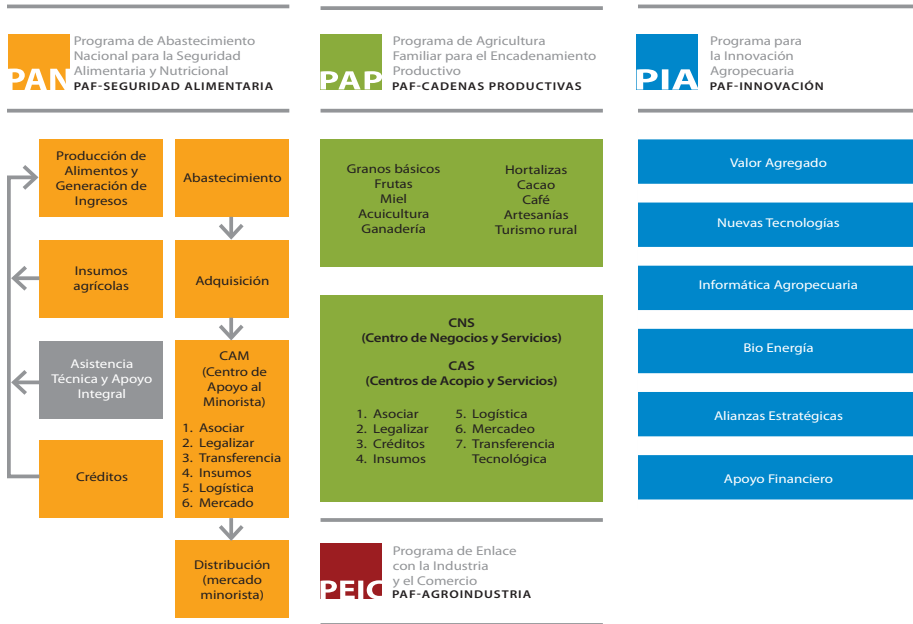 PAN
Programa de Abastecimiento
Nacional para la Seguridad
Alimentaria y Nutricional
PAF-SEGURIDAD ALIMENTARIA
Producción de
Alimentos y
Generación de
Ingresos
Insumos
agrícolas
Asistencia
Técnica y Apoyo
Integral
Créditos
Abastecimiento
Adquisición
CAM
(Centro de
Apoyo al
Minorista)
1. Asociar
2. Legalizar
3. Transferencia
4. Insumos
5. Logística
6. Mercado
Distribución
(mercado
minorista)
PAP
Programa de Agricultura
Familiar para el Encadenamiento
Productivo
PAF-CADENAS PRODUCTIVAS
Granos básicos
Frutas
Miel
Acuicultura
Ganadería
Hortalizas
Cacao
Café
Artesanías
Turismo rural
CNS
(Centro de Negocios y Servicios)
CAS
(Centros de Acopio y Servicios)
1. Asociar
2. Legalizar
3. Créditos
4. Insumos
5. Logística
6. Mercadeo
7. Transferencia
Tecnológica
PEIC
Programa de Enlace
con la Industria
y el Comercio
PAF-AGROINDUSTRIA
PIA
Programa para
la Innovación
Agropecuaria
PAF-INNOVACIÓN
Valor Agregado
Nuevas Tecnologías
Informática Agropecuaria
Bio Energía
Alianzas Estratégicas
Apoyo Financiero